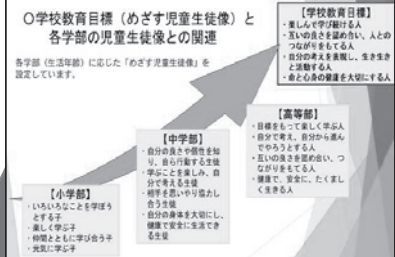 ○学校教育目標（めざす児童生徒像）と
各学部の児童生徒像との関連
各学部（生活年齢）に応じた「めざす児童生徒像」を
設定しています。
【学校教育目標】
・楽しんで学び続ける人
・互いの良さを認め合い、人との
つながりをもてる人
・自分の考えを表現し、生き生き
と活動する人
・命と心身の健康を大切にする人
【高等部】
・目標をもって楽しく学ぶ人
・自分で考え、自分から進ん
でやろうとする人
・互いの良さを認め合い、つ
ながりをもてる人
・健康で、安全に、たくまし
く生きる人
【中学部】
・自分の良さや個性を知
り、自ら行動する生徒
・学ぶことを楽しみ、自
分で考える生徒
・相手を思いやり協力し
合う生徒
・自分の身体を大切にし、
健康で安全に生活でき
る生徒
【小学部】
・いろいろなことを学ぼう
とする子
・楽しく学ぶ子
・仲間とともに学び合う子
・元気に学ぶ子